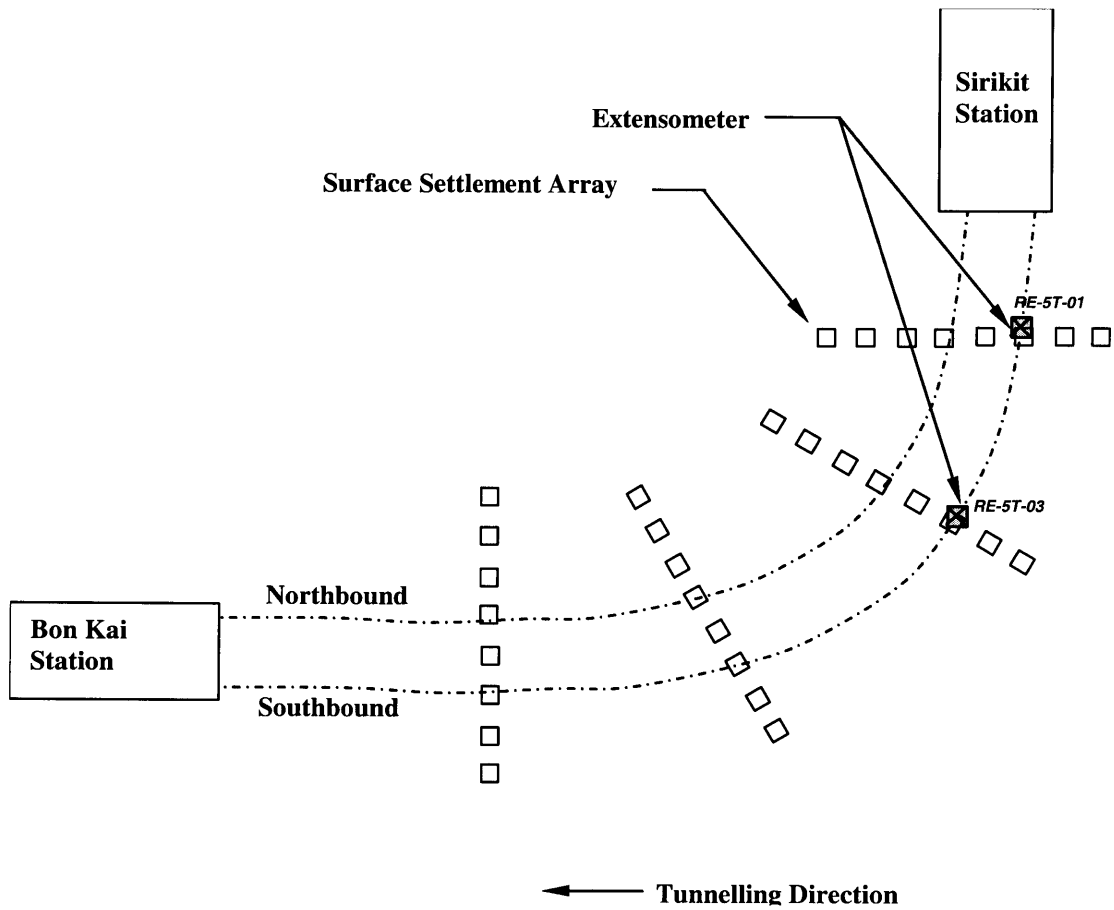 Sirikit
Station
Extensometer
Surface Settlement Array
RE-5T-01
RE-5T-03
Northbound
Bon Kai
Station
Southbound
Tunnelling Direction